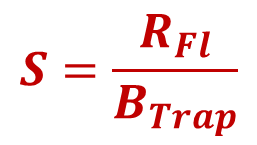 S = R_Fl / B_Trap